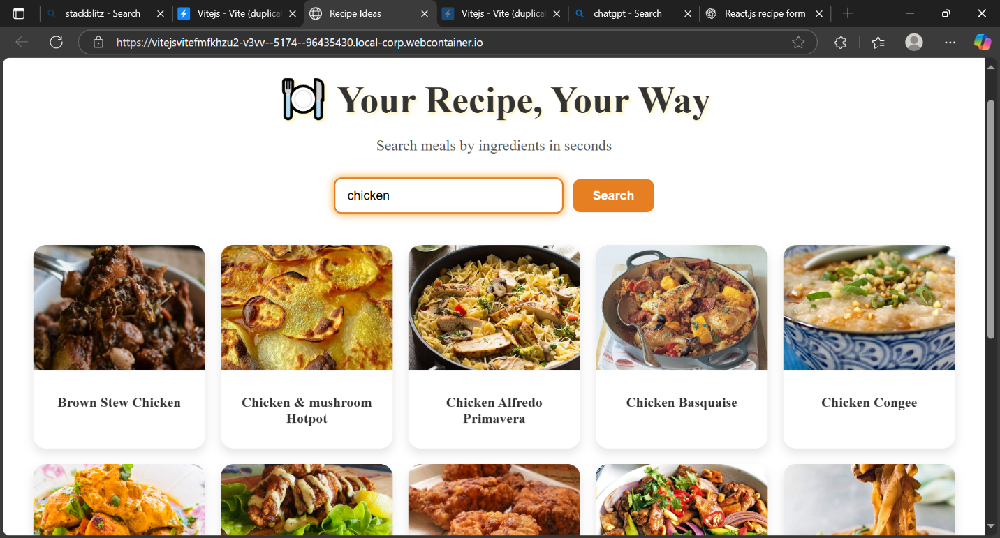 stackblitz - Search
Vitejs - Vite (duplica
Recipe Ideas
Vitejs - Vite (duplica
chatgpt - Search
React.js recipe form
https://vitejsvitefmfkhzu2-v3vv--5174--96435430.local-corp.webcontainer.io
Your Recipe, Your Way
Search meals by ingredients in seconds
chicken
Search
Brown Stew Chicken
Chicken & mushroom
Hotpot
Chicken Alfredo
Primavera
Chicken Basquaise
Chicken Congee